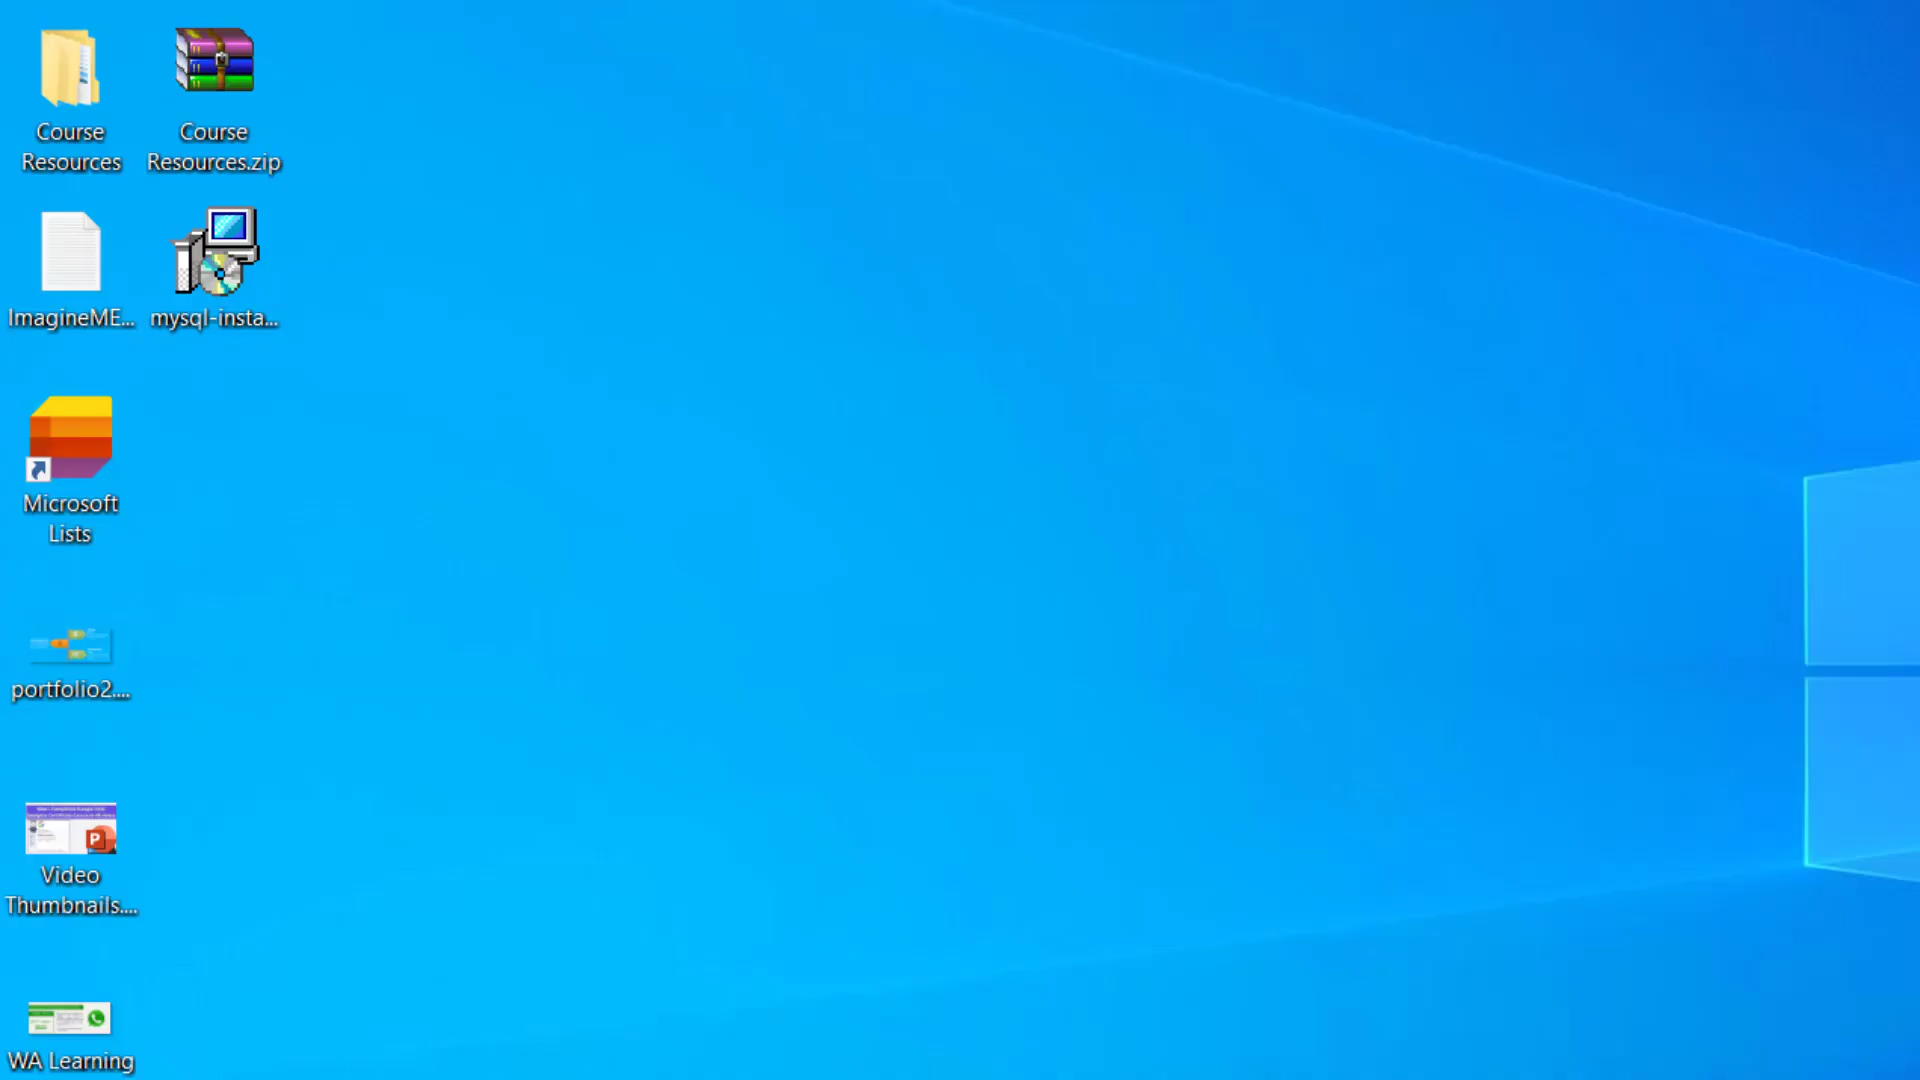 Course
Resources
Course
Resources.zip
ImagineME...
mysql-insta...
Microsoft
Lists
portfolio2....
Video
Thumbnails....
WA Learning